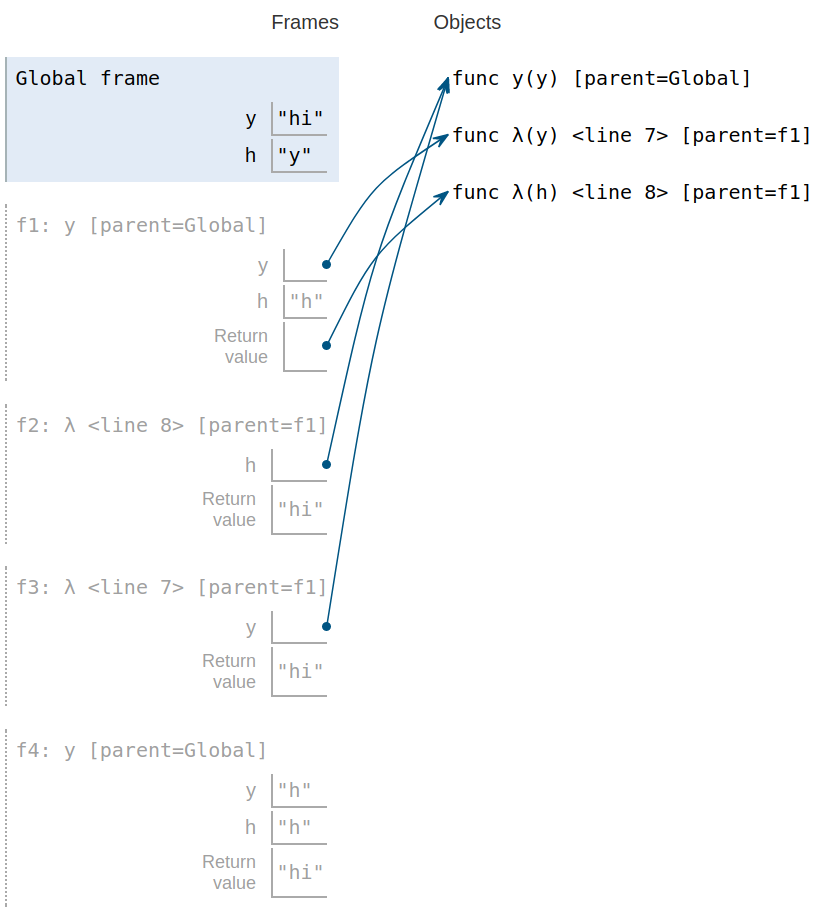 Frames Objects
Global frame
y "hi"
h "y"
func y(y) [parent=Global]
func λ(y) <line 7> [parent=f1]
func λ(h) <line 8> [parent=f1]
f1: y [parent=Global]
y
h "h"
Return
value
f2: λ <line 8> [parent=f1]
h
Return
value "hi"
f3: λ <line 7> [parent=f1]
y
Return
value "hi"
f4: y [parent=Global]
y "h"
h "h"
Return
value "hi"